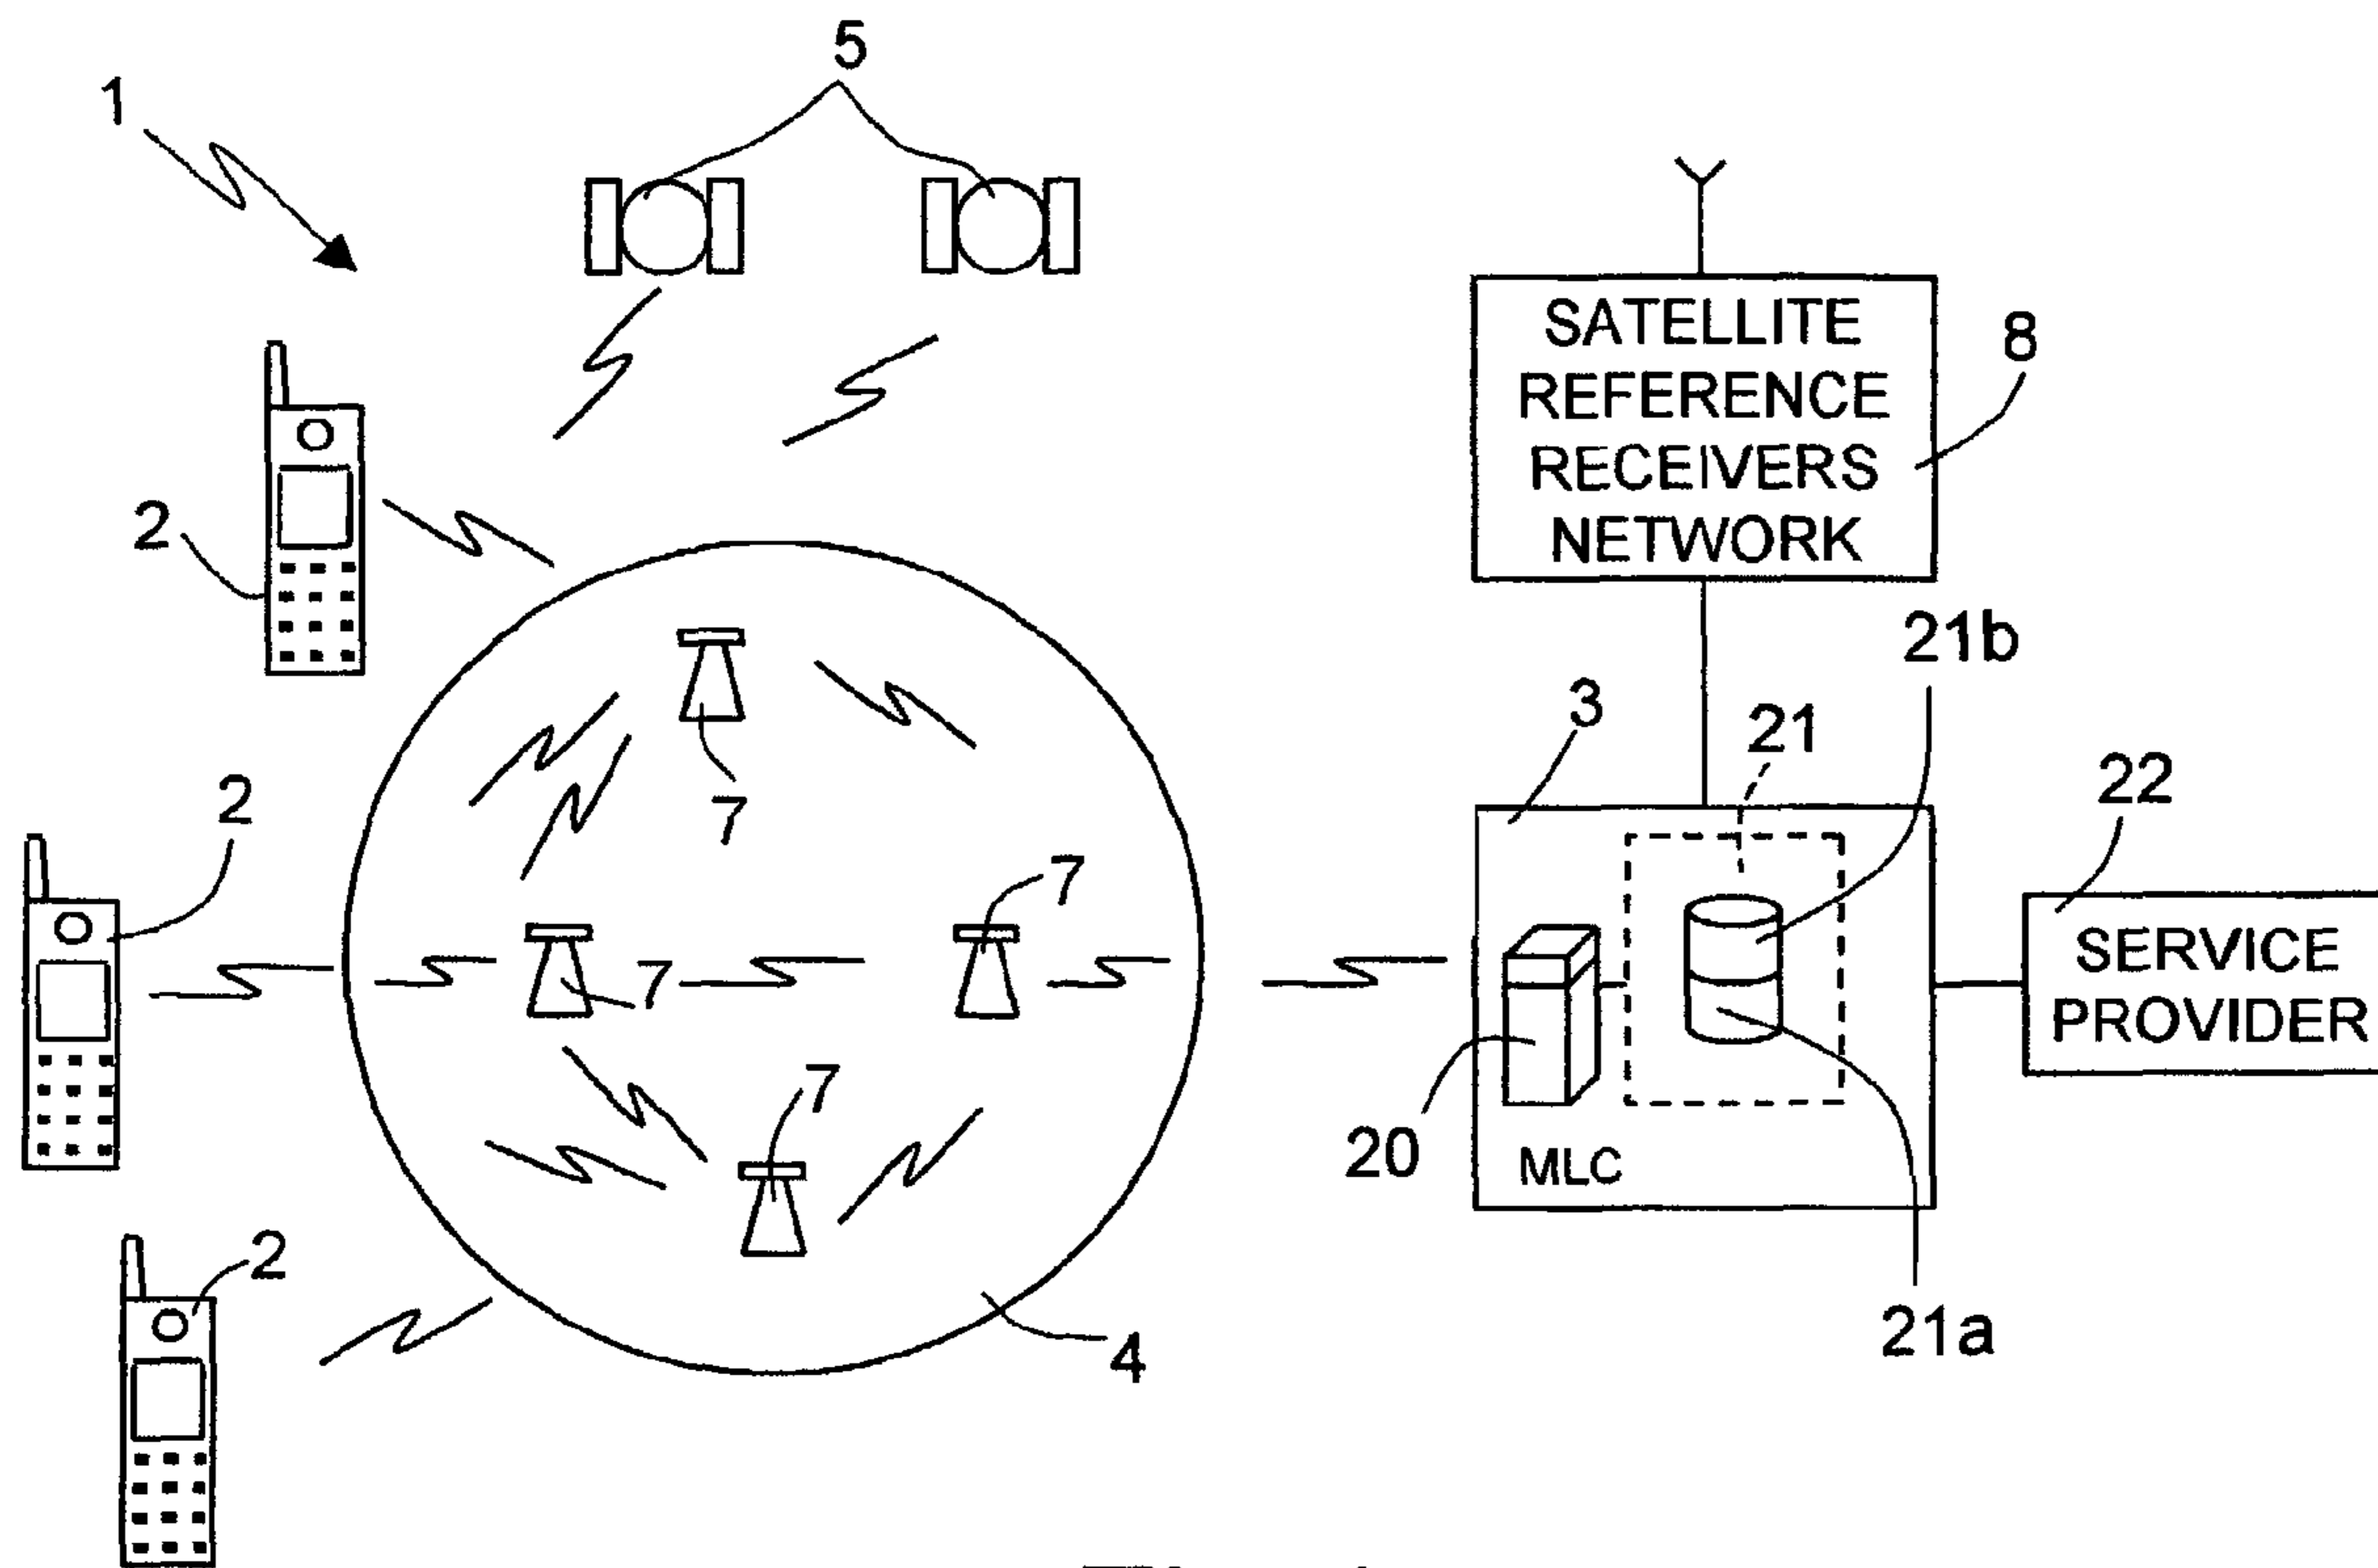 5
1
SATELLITE
REFERENCE
RECEIVERS
NETWORK
8
2
21b
3
21
22
7
2
7
7
SERVICE
PROVIDER
7
20
MLC
2
4
21a